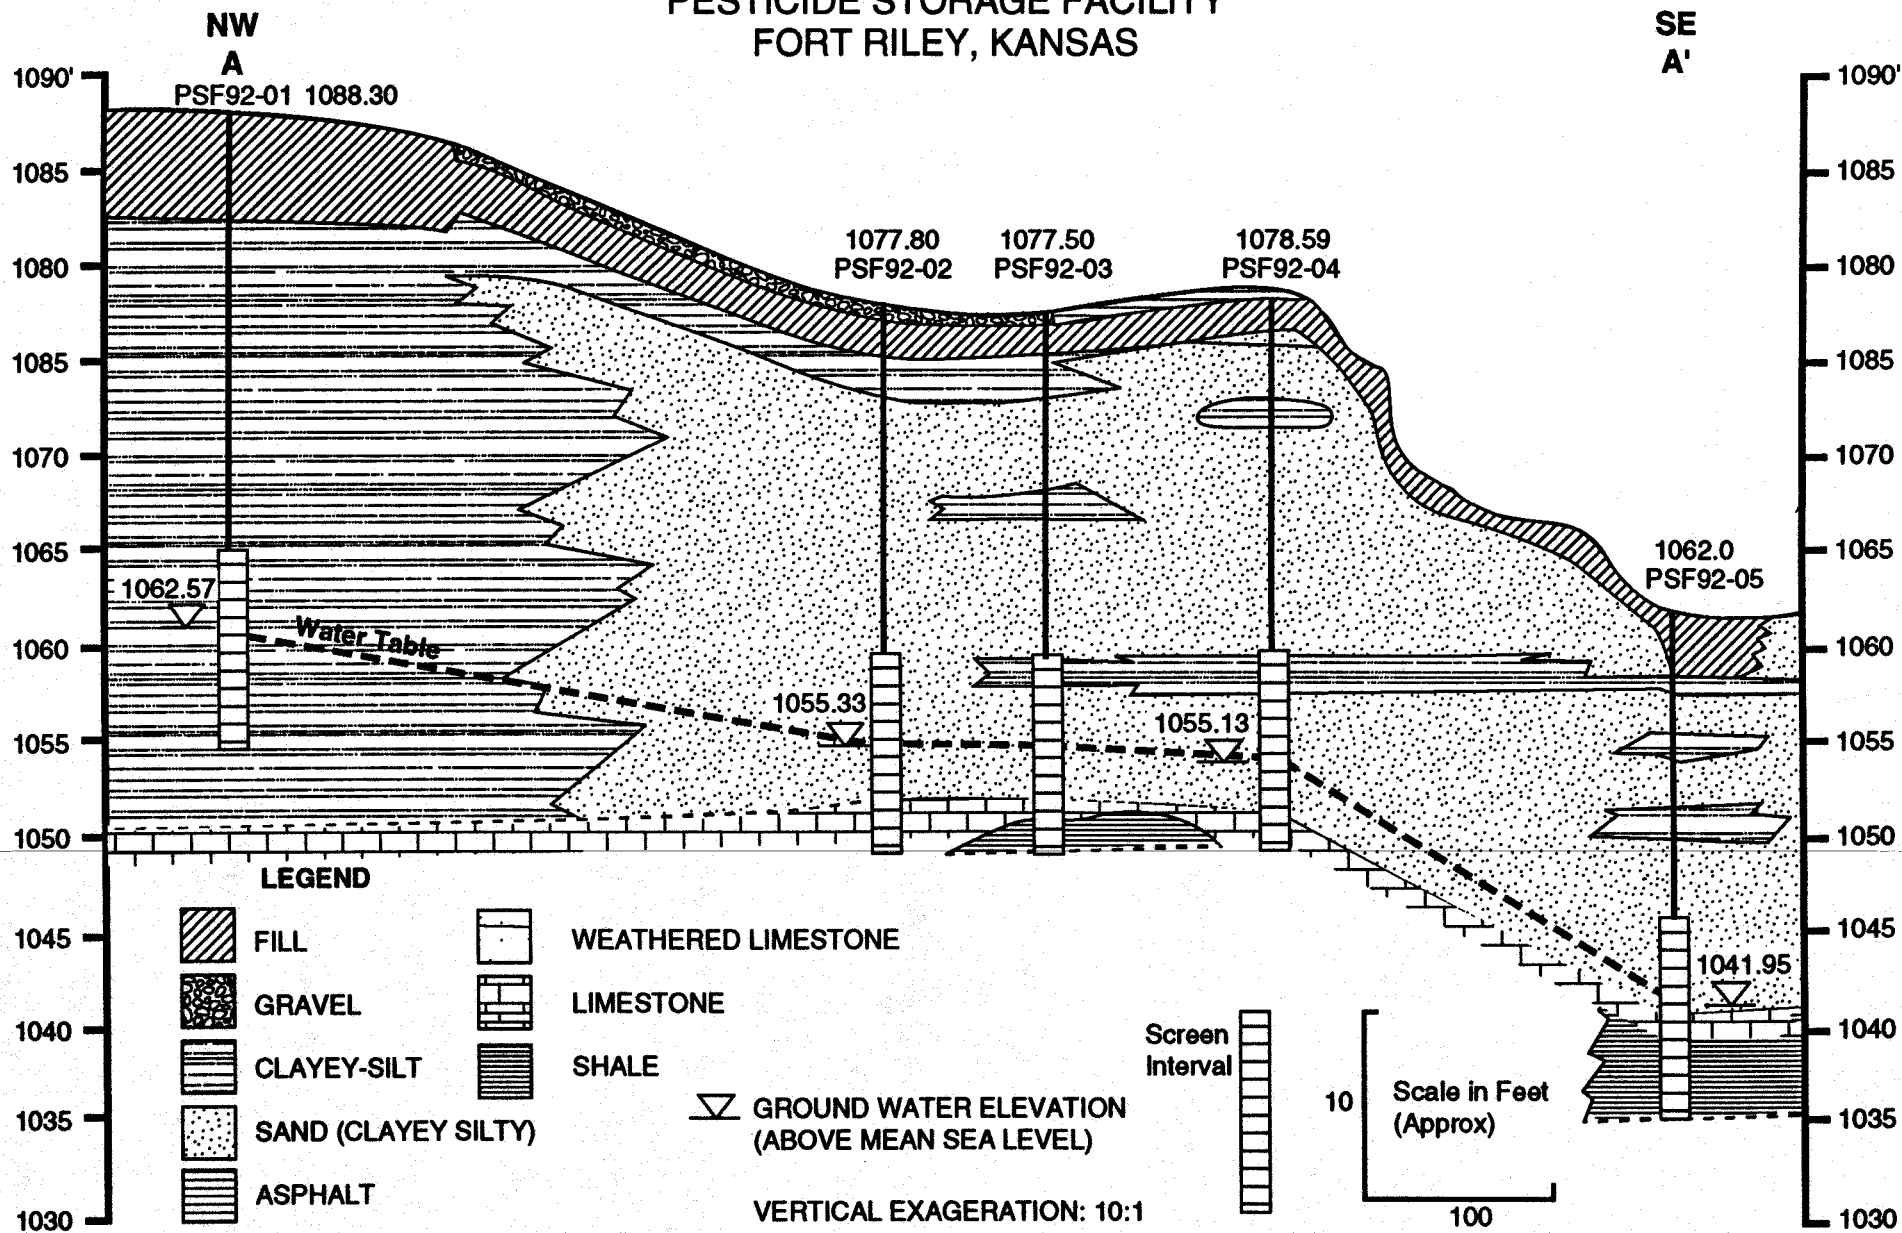 PESTICIDE STORAGE FACILITY
FORT RILEY, KANSAS
NW
A
SE
A'
PSF92-01 1088.30
1090'
1085
1080
1085
1070
1065
1060
1055
1050
1045
1040
1035
1030
1090'
1085
1080
1085
1070
1065
1060
1055
1050
1045
1040
1035
1030
1077.80
PSF92-02
1077.50
PSF92-03
1078.59
PSF92-04
1062.0
PSF92-05
1062.57
Water Table
1055.33
1055.13
1041.95
LEGEND
FILL
GRAVEL
CLAYEY-SILT
SAND (CLAYEY SILTY)
ASPHALT
WEATHERED LIMESTONE
LIMESTONE
SHALE
GROUND WATER ELEVATION
(ABOVE MEAN SEA LEVEL)
VERTICAL EXAGERATION: 10:1
Screen
Interval
10
Scale in Feet
(Approx)
100